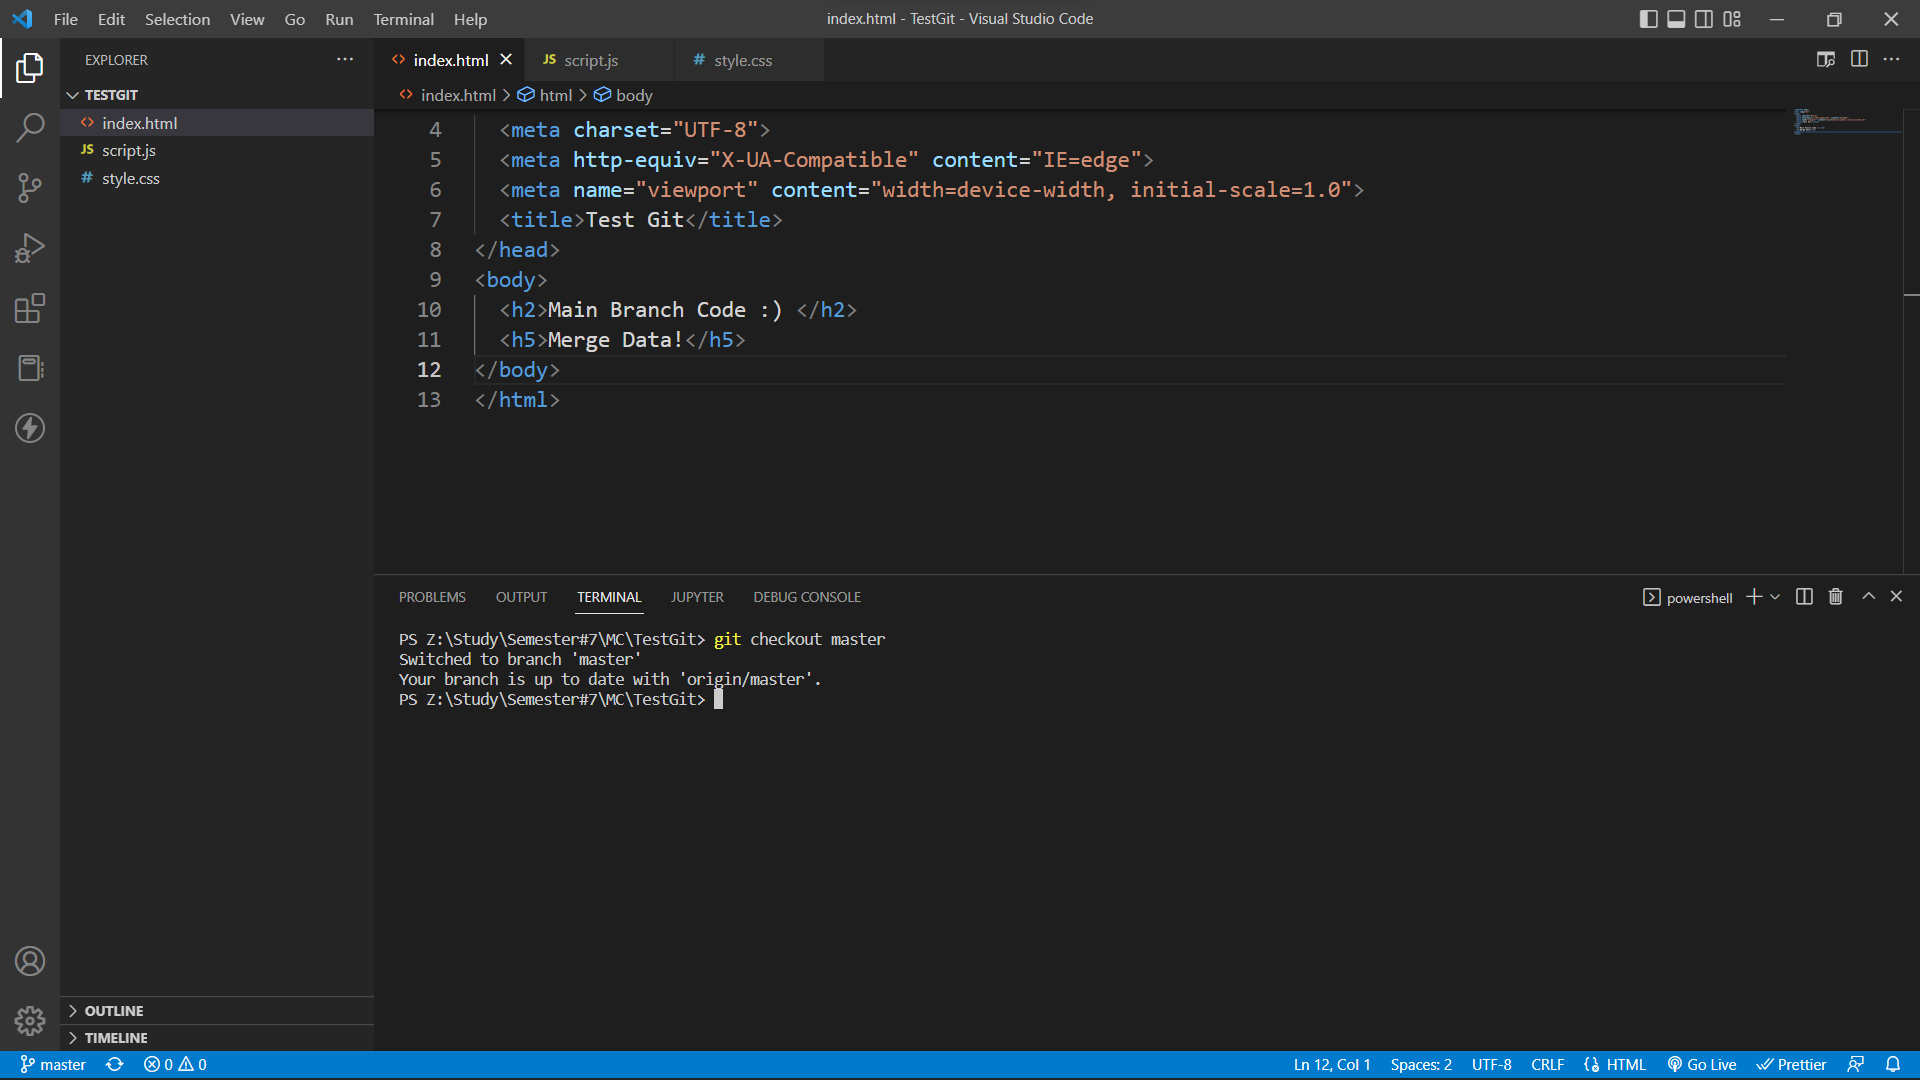 File Edit Selection View Go Run Terminal Help
index.html - TestGit - Visual Studio Code
EXPLORER
TESTGIT
index.html
JS script.js
# style.css
OUTLINE
TIMELINE
index.html
JS script.js
# style.css
index.html > html > body
4 <meta charset="UTF-8">
5 <meta http-equiv="X-UA-Compatible" content="IE=edge">
6 <meta name="viewport" content="width=device-width, initial-scale=1.0">
7 <title>Test Git</title>
8 </head>
9 <body>
10 <h2>Main Branch Code :) </h2>
11 <h5>Merge Data!</h5>
12 </body>
13 </html>
PROBLEMS OUTPUT TERMINAL JUPYTER DEBUG CONSOLE
powershell
PS Z:\Study\Semester#7\MC\TestGit> git checkout master
Switched to branch 'master'
Your branch is up to date with 'origin/master'.
PS Z:\Study\Semester#7\MC\TestGit>
master 0 0
Ln 12, Col 1 Spaces: 2 UTF-8 CRLF HTML Go Live Prettier